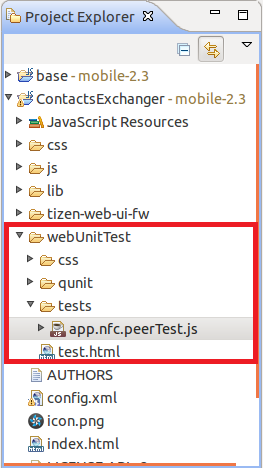 Project Explorer
base - mobile-2.3
ContactsExchanger - mobile-2.3
JavaScript Resources
css
js
lib
tizen-web-ui-fw
webUnitTest
css
qunit
tests
app.nfc.peerTest.js
test.html
AUTHORS
config.xml
icon.png
index.html